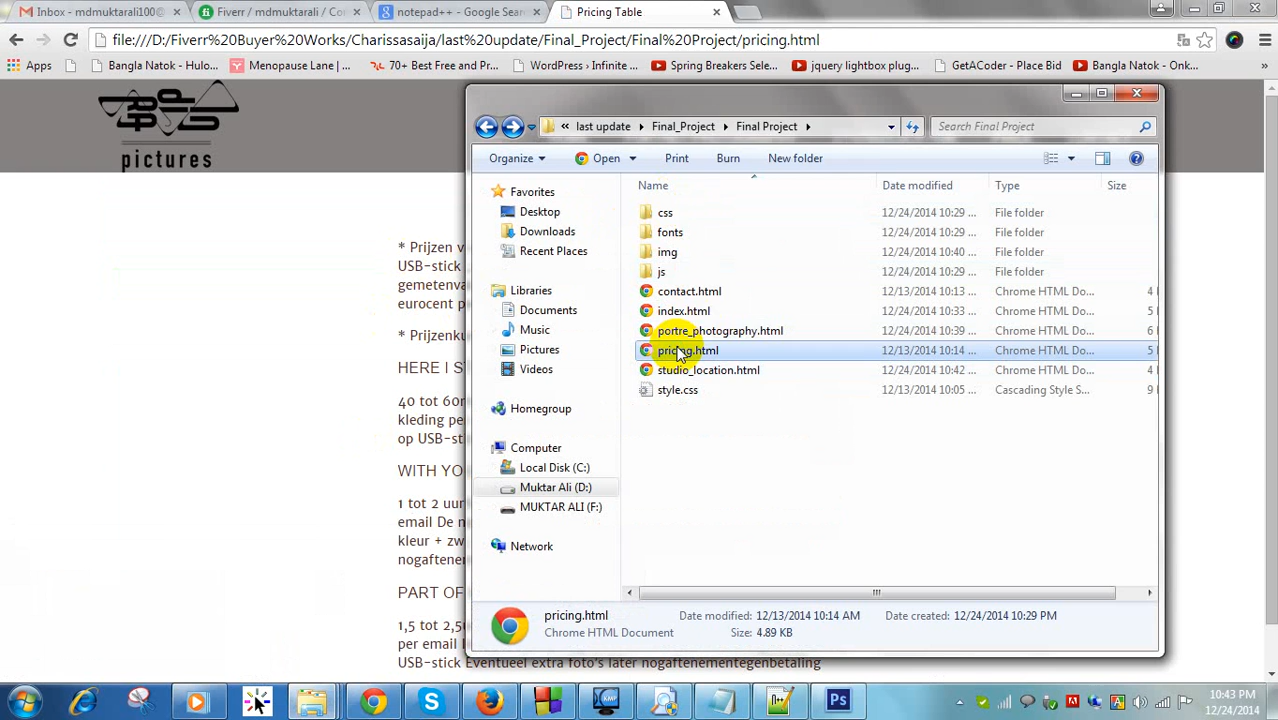 Inbox - mdmuktarali100@
Fiverr / mdmuktarali / Con
notepad++ - Google Sear
Pricing Table
file:///D:/Fiverr%20Buyer%20Works/Charissasaija/last%20update/Final_Project/Final%20Project/pricing.html
Apps
Bangla Natok - Hulo...
Menopause Lane | ...
70+ Best Free and Pr...
WordPress › Infinite ...
Spring Breakers Sele...
jquery lightbox plug...
GetACoder - Place Bid
Bangla Natok - Onk...
»
pictures
« last update
Final_Project
Final Project
Search Final Project
Organize
Open
Print
Burn
New folder
Name
Date modified
Type
Size
Favorites
Desktop
Downloads
Recent Places
Libraries
Documents
Music
Pictures
Videos
Homegroup
Computer
Local Disk (C:)
Muktar Ali (D:)
MUKTAR ALI (F:)
Network
css 12/24/2014 10:29 ... File folder
fonts 12/24/2014 10:29 ... File folder
img 12/24/2014 10:40 ... File folder
js 12/24/2014 10:29 ... File folder
contact.html 12/13/2014 10:13 ... Chrome HTML Do... 4
index.html 12/24/2014 10:33 ... Chrome HTML Do... 6
portre_photography.html 12/24/2014 10:39 ... Chrome HTML Do... 6
pricing.html 12/13/2014 10:14 ... Chrome HTML Do... 5
studio_location.html 12/24/2014 10:42 ... Chrome HTML Do... 4
style.css 12/13/2014 10:05 ... Cascading Style S... 9
pricing.html Date modified: 12/13/2014 10:14 AM Date created: 12/24/2014 10:29 PM
Chrome HTML Document Size: 4.89 KB
* Prijzen v
USB-stick
gemetenva
eurocent p
* Prijzenku
HERE I S
40 tot 60m
kleding pe
op USB-sti
WITH YO
1 tot 2 uur
email De n
kleur + zw
nogaftenem
PART OF
1,5 tot 2,5u
per email
USB-stick Eventueel extra foto's later nogaftenementegenbetaling
10:43 PM
12/24/2014